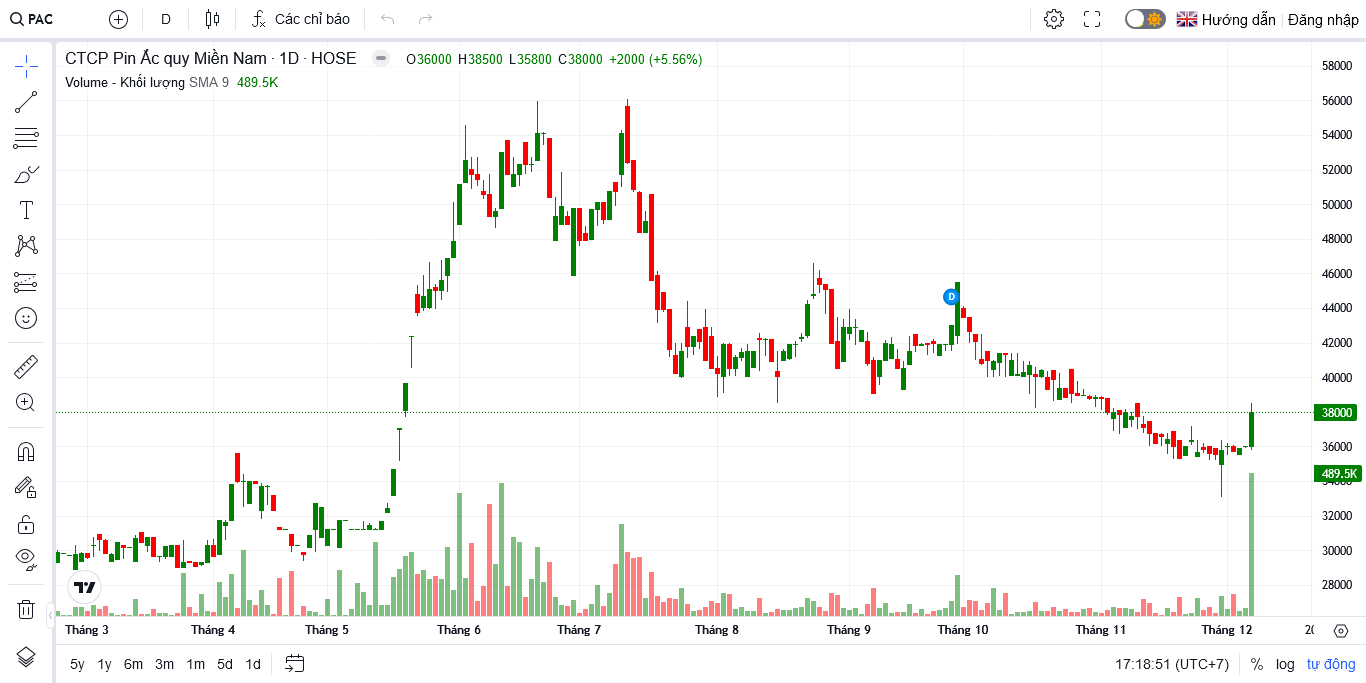 PAC D Các chỉ báo Hướng dẫn Đăng nhập
CTCP Pin Ắc quy Miền Nam · 1D · HOSE O36000 H38500 L35800 C38000 +2000 (+5.56%)
Volume - Khối lượng SMA 9 489.5K
58000
56000
54000
52000
50000
48000
46000
44000
42000
40000
38000
36000
489.5K
34000
32000
30000
28000
D
Tháng 3 Tháng 4 Tháng 5 Tháng 6 Tháng 7 Tháng 8 Tháng 9 Tháng 10 Tháng 11 Tháng 12
5y 1y 6m 3m 1m 5d 1d 17:18:51 (UTC+7) % log tự động